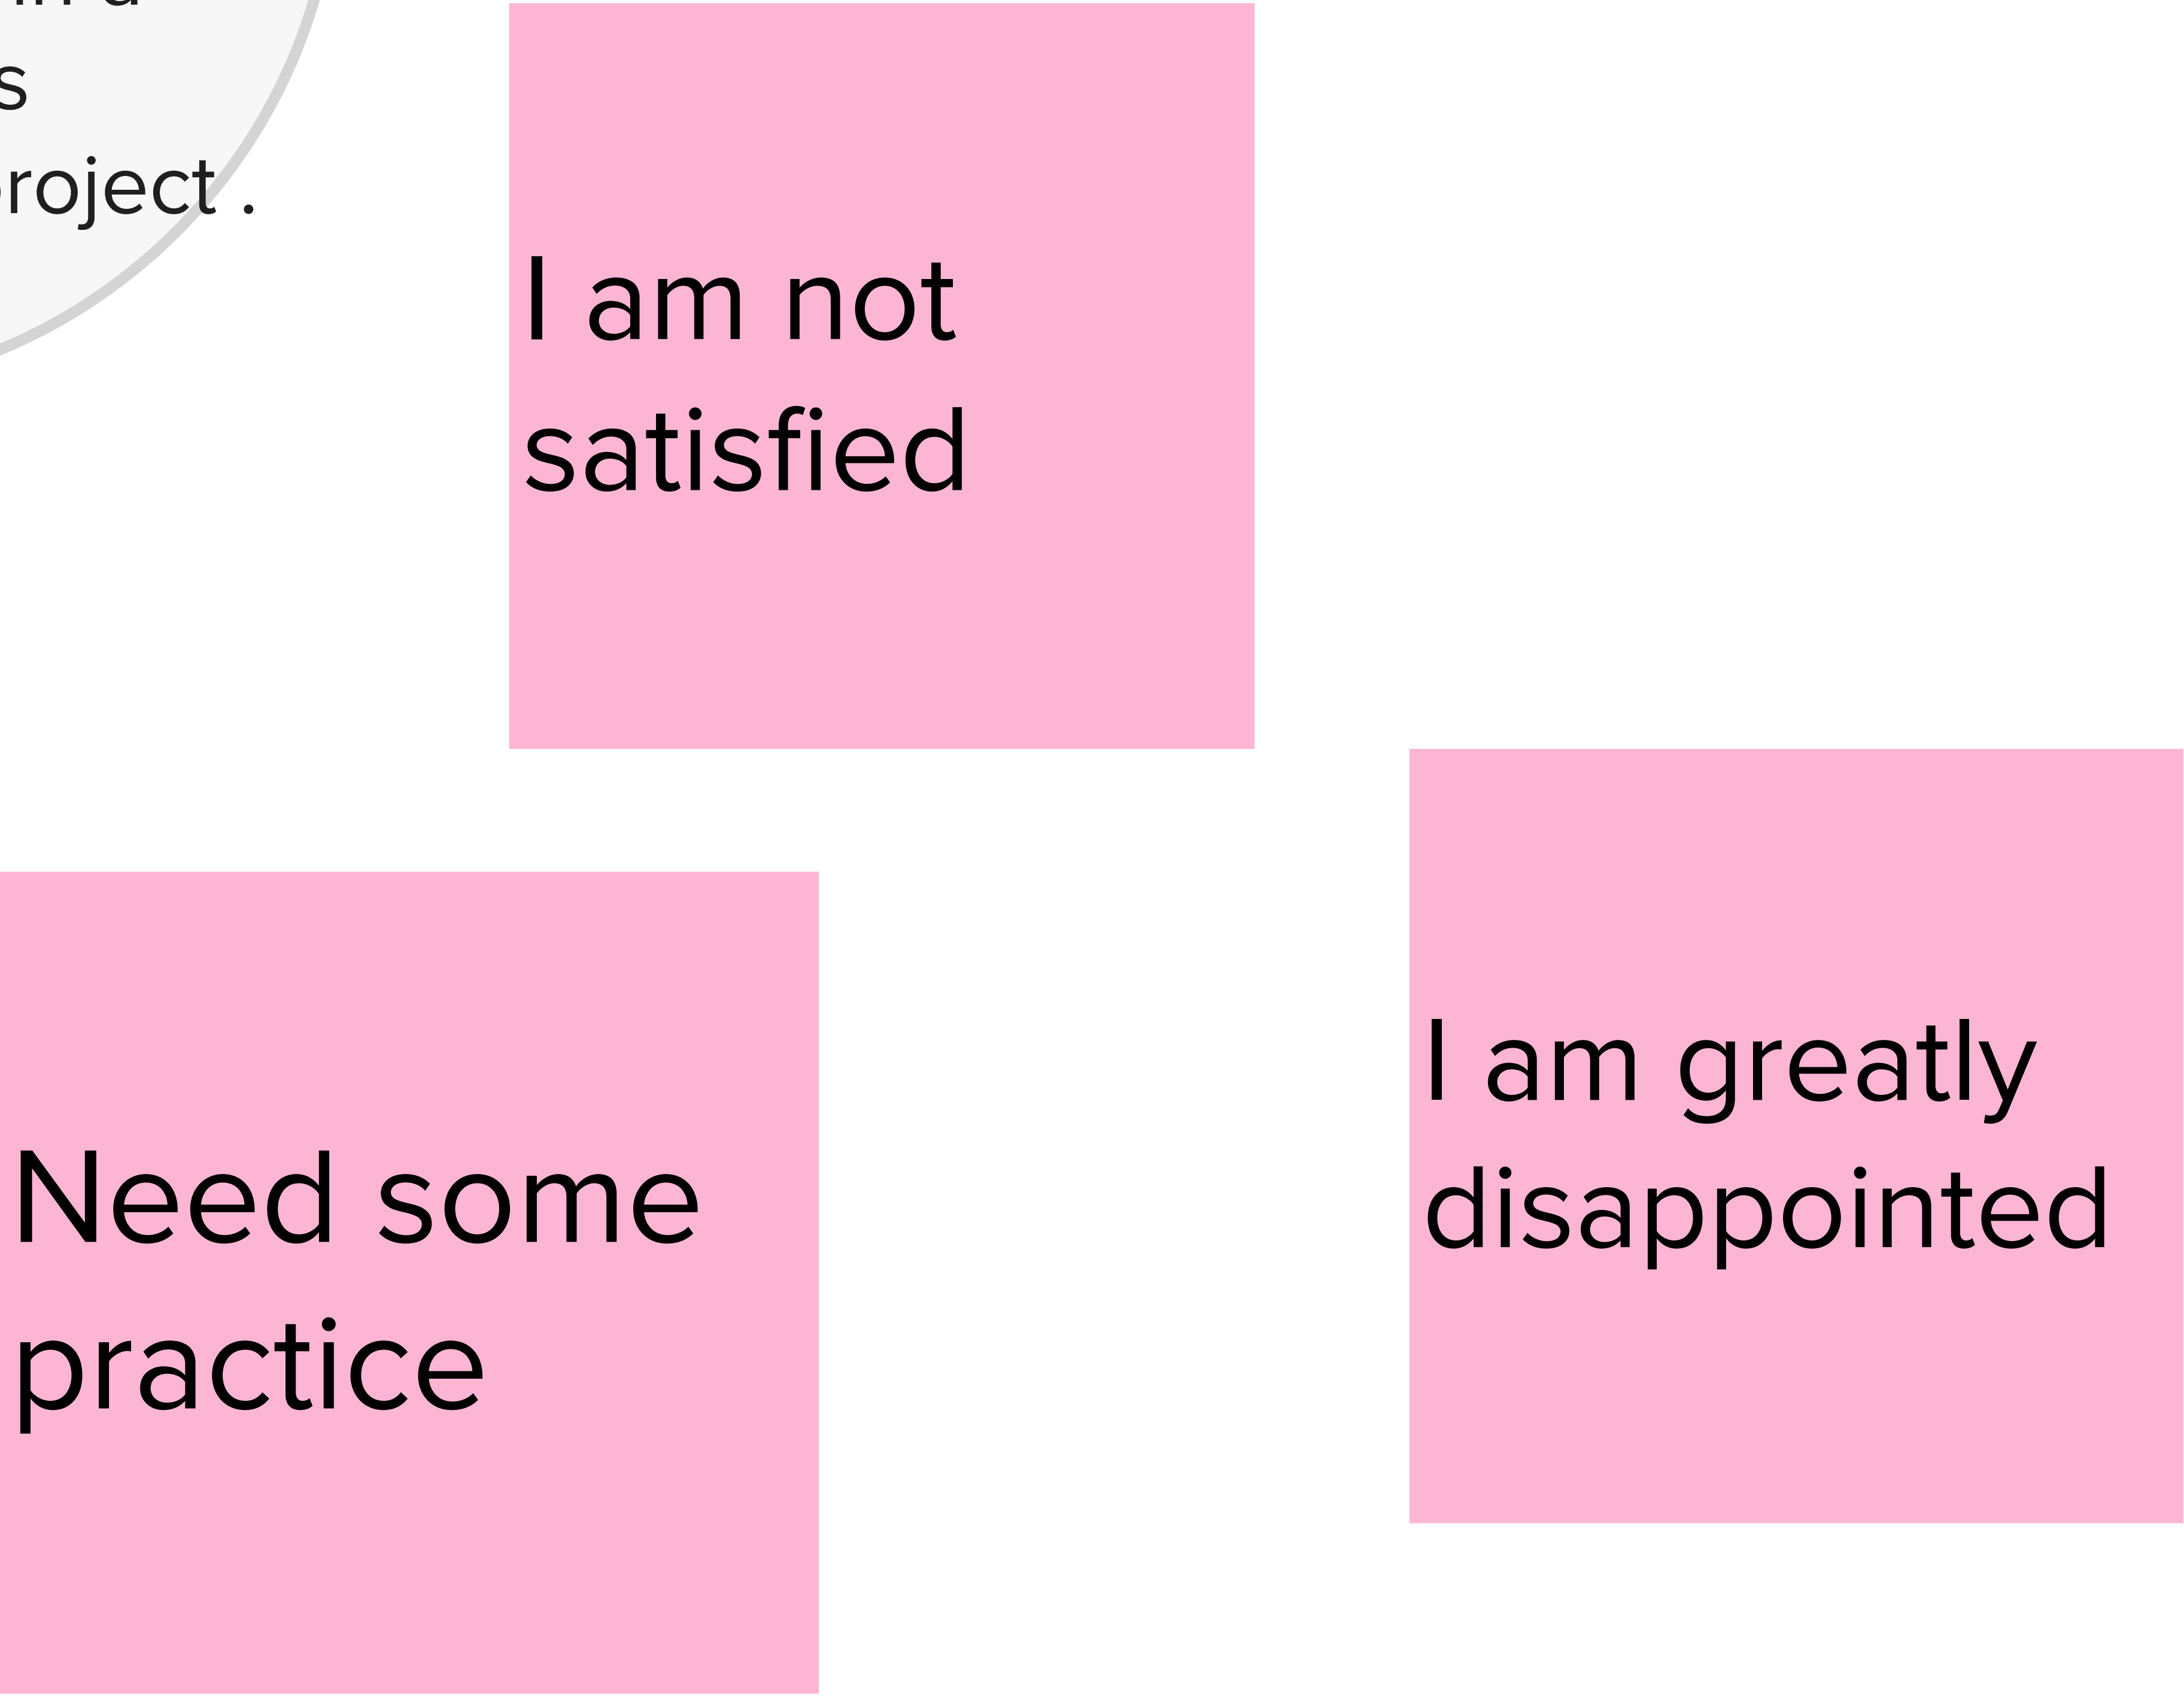 s
roject .
I am not
satisfied
I am greatly
disappointed
Need some
practice